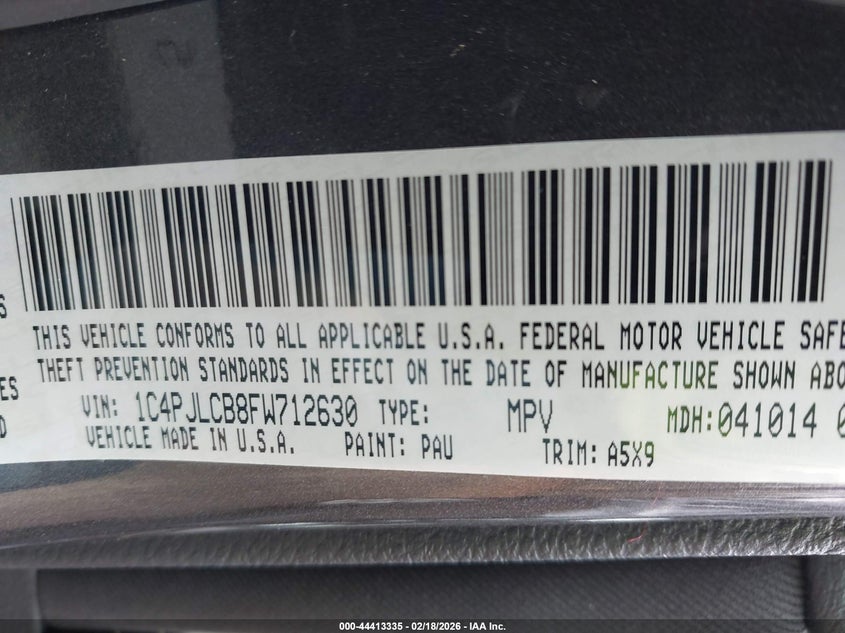 S
THIS VEHICLE CONFORMS TO ALL APPLICABLE U.S.A. FEDERAL MOTOR VEHICLE SAFE
THEFT PREVENTION STANDARDS IN EFFECT ON THE DATE OF MANUFACTURE SHOWN ABO
ES
VIN: 1C4PJLCB8FW712630 TYPE: MPV MDH:041014 0
D
VEHICLE MADE IN U.S.A. PAINT: PAU TRIM: A5X9
000-44413335 - 02/18/2026 - IAA Inc.